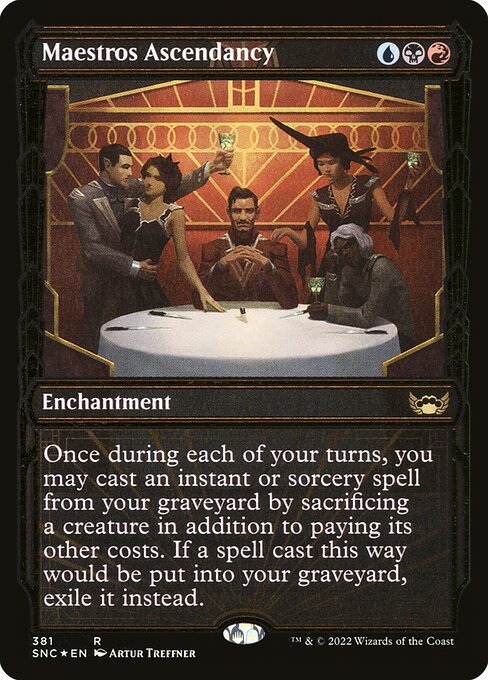 Maestros Ascendancy
Enchantment
Once during each of your turns, you
may cast an instant or sorcery spell
from your graveyard by sacrificing
a creature in addition to paying its
other costs. If a spell cast this way
would be put into your graveyard,
exile it instead.
381 R
SNC★EN Artur Treffner
™ & © 2022 Wizards of the Coast